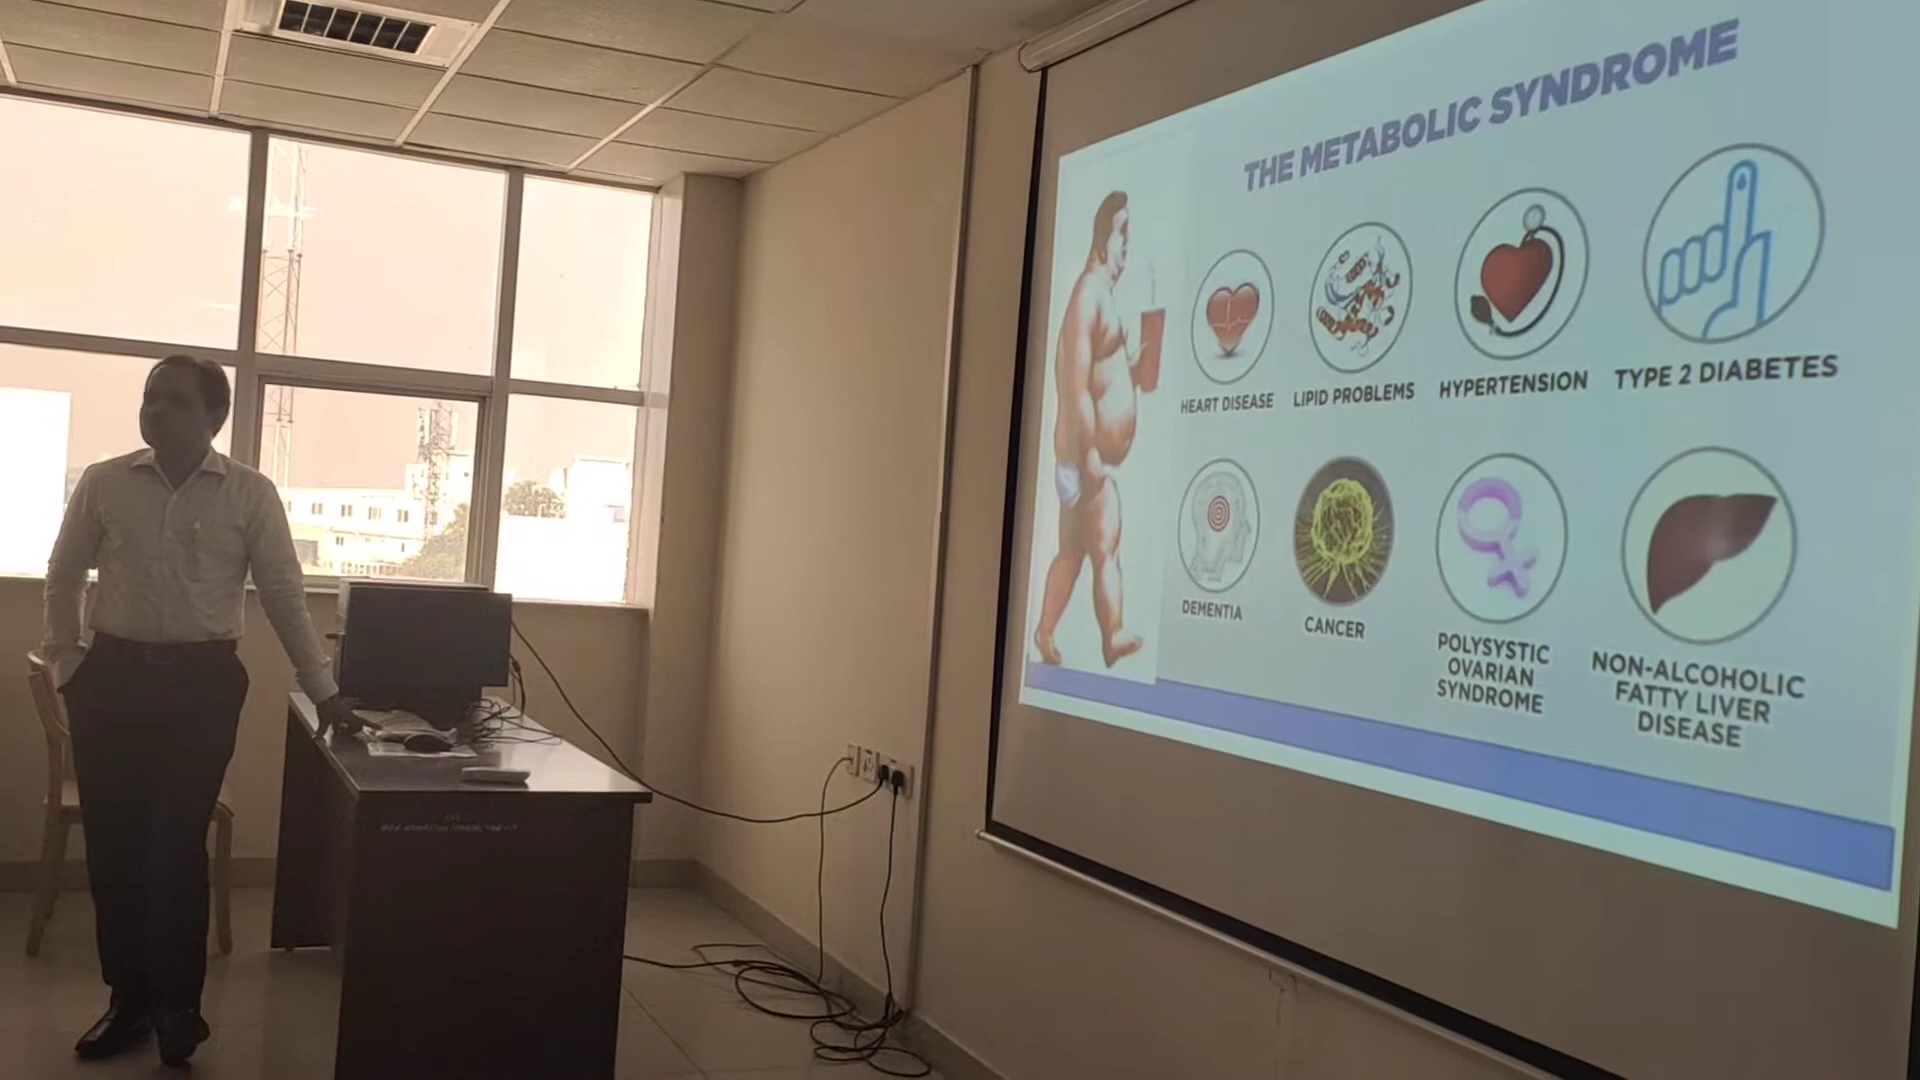 THE METABOLIC SYNDROME
HEART DISEASE
LIPID PROBLEMS
HYPERTENSION
TYPE 2 DIABETES
DEMENTIA
CANCER
POLYSYSTIC
OVARIAN
SYNDROME
NON-ALCOHOLIC
FATTY LIVER
DISEASE